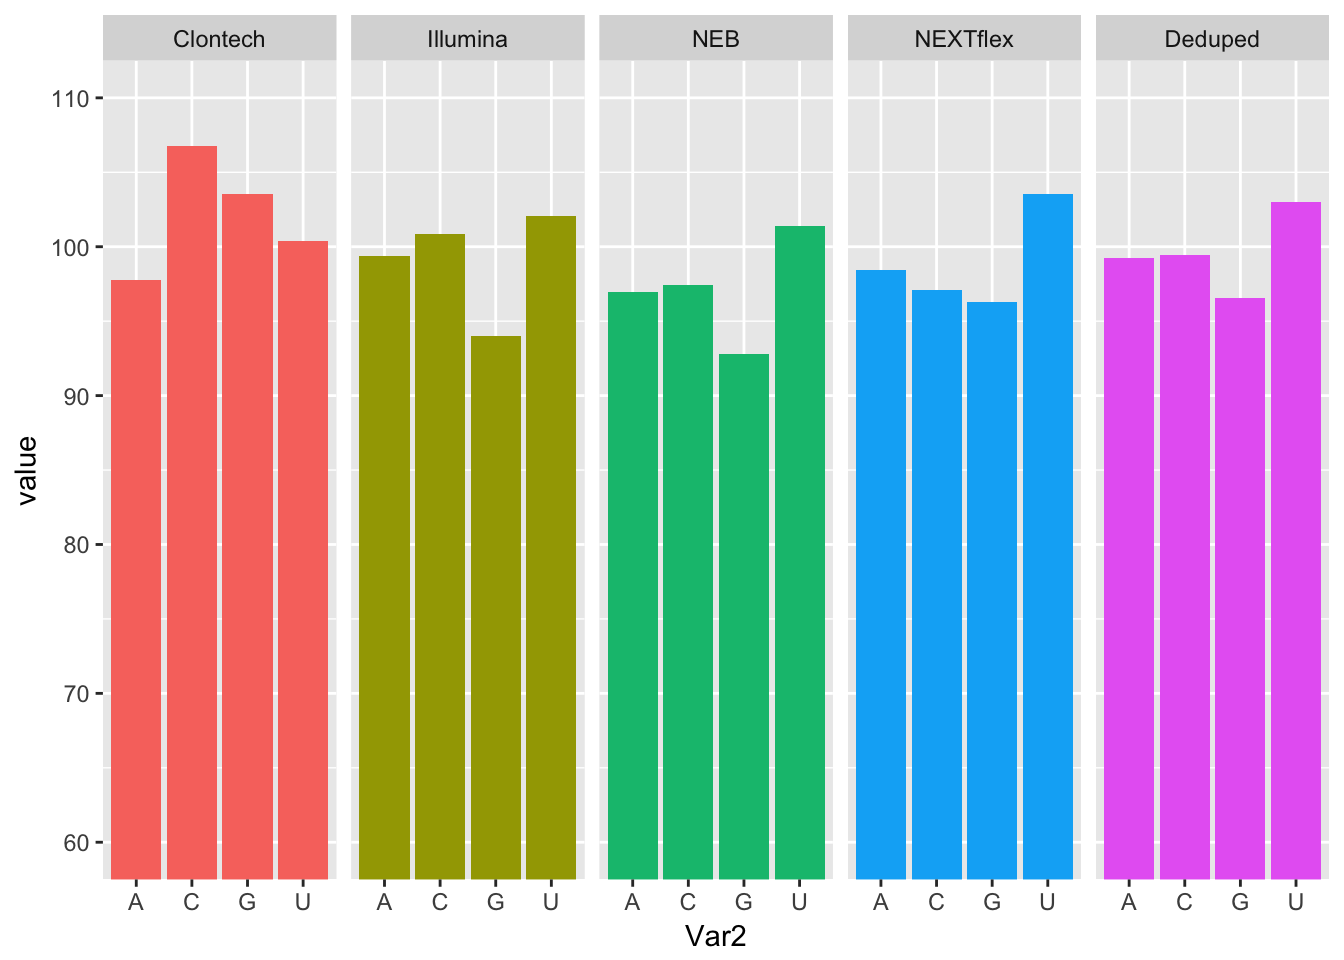 Clontech Illumina NEB NEXTflex Deduped
110
100
90
80
70
60
value
A C G U A C G U A C G U A C G U A C G U
Var2